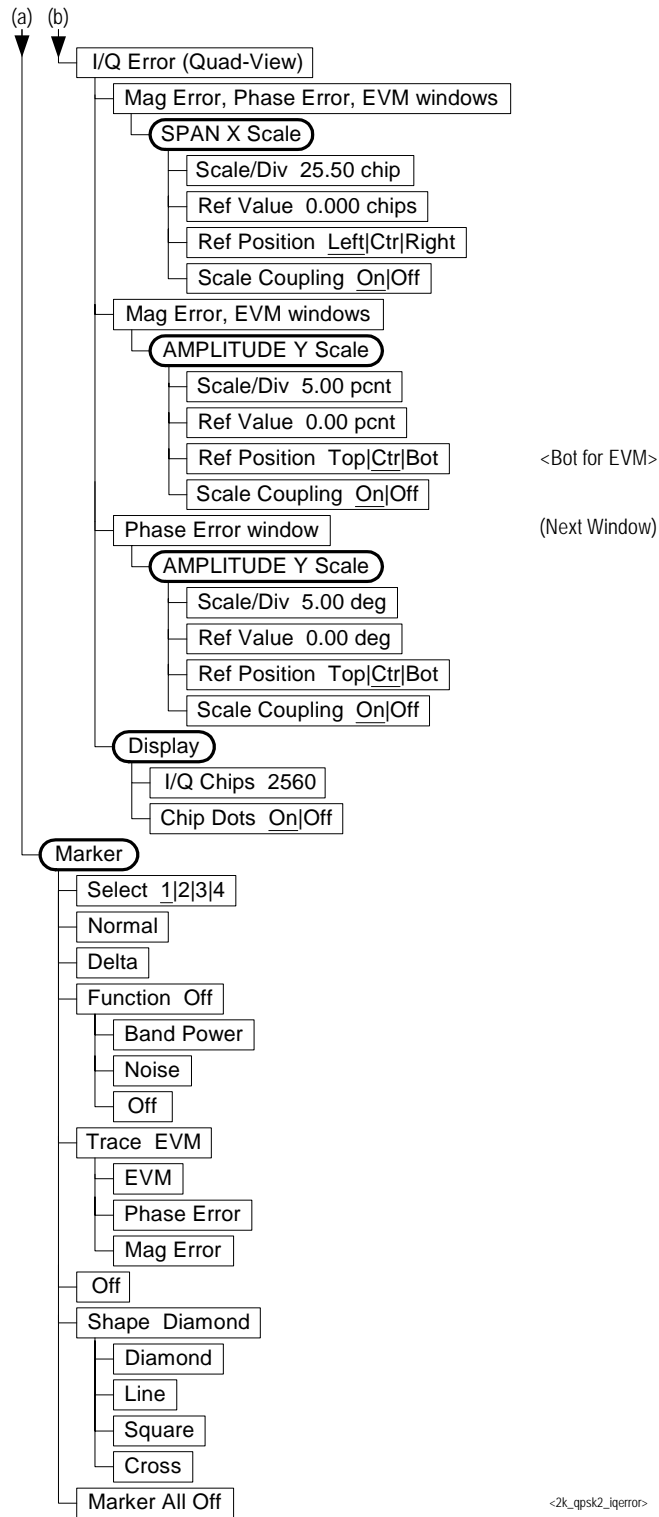 (a) (b)
I/Q Error (Quad-View)
Mag Error, Phase Error, EVM windows
SPAN X Scale
Scale/Div 25.50 chip
Ref Value 0.000 chips
Ref Position Left|Ctr|Right
Scale Coupling On|Off
Mag Error, EVM windows
AMPLITUDE Y Scale
Scale/Div 5.00 pcnt
Ref Value 0.00 pcnt
Ref Position Top|Ctr|Bot <Bot for EVM>
Scale Coupling On|Off
Phase Error window (Next Window)
AMPLITUDE Y Scale
Scale/Div 5.00 deg
Ref Value 0.00 deg
Ref Position Top|Ctr|Bot
Scale Coupling On|Off
Display
I/Q Chips 2560
Chip Dots On|Off
Marker
Select 1|2|3|4
Normal
Delta
Function Off
Band Power
Noise
Off
Trace EVM
EVM
Phase Error
Mag Error
Off
Shape Diamond
Diamond
Line
Square
Cross
Marker All Off <2k_qpsk2_iqerror>